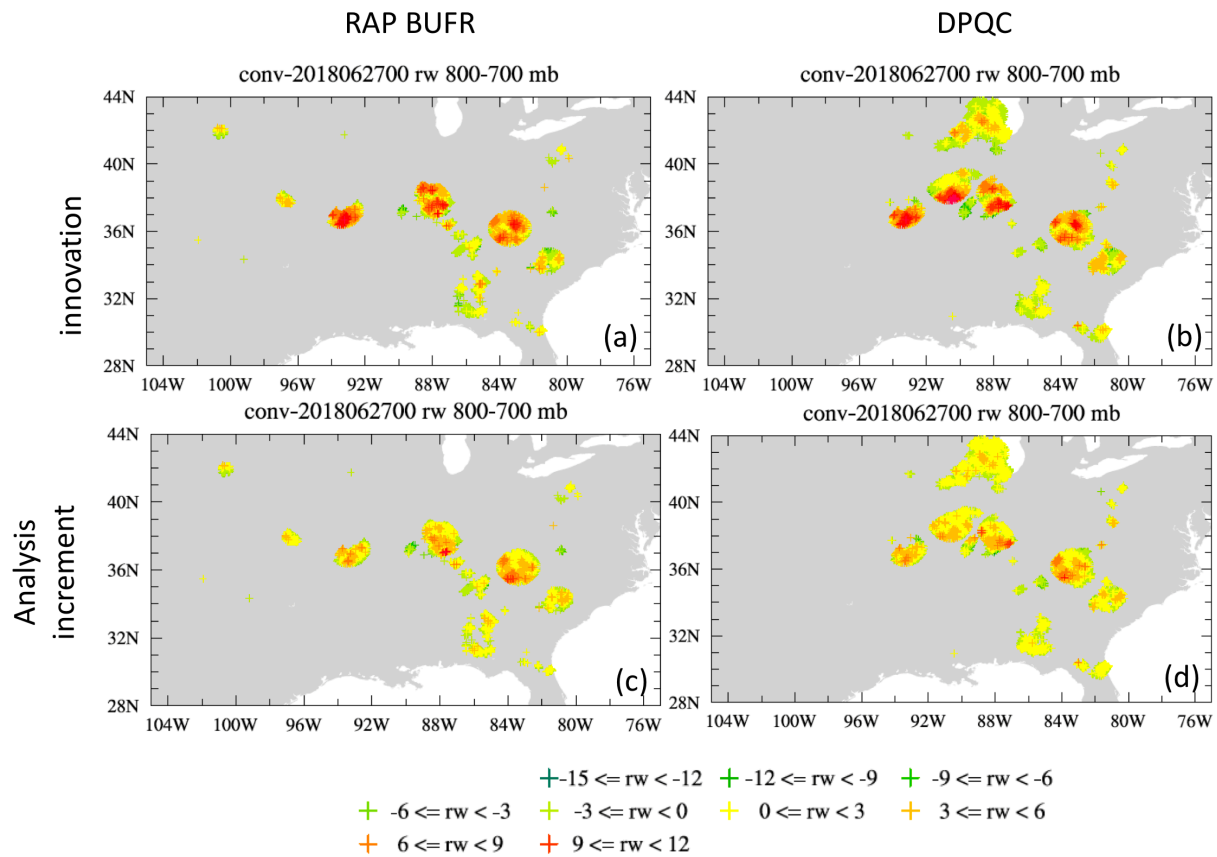 RAP BUFR
DPQC
conv-2018062700 rw 800-700 mb
conv-2018062700 rw 800-700 mb
innovation
44N
40N
36N
32N
28N
(a)
104W 100W 96W 92W 88W 84W 80W 76W
44N
40N
36N
32N
28N
(b)
104W 100W 96W 92W 88W 84W 80W 76W
conv-2018062700 rw 800-700 mb
conv-2018062700 rw 800-700 mb
Analysis
increment
44N
40N
36N
32N
28N
(c)
104W 100W 96W 92W 88W 84W 80W 76W
44N
40N
36N
32N
28N
(d)
104W 100W 96W 92W 88W 84W 80W 76W
-15 <= rw < -12 -12 <= rw < -9 -9 <= rw < -6
-6 <= rw < -3 -3 <= rw < 0 0 <= rw < 3 3 <= rw < 6
6 <= rw < 9 9 <= rw < 12